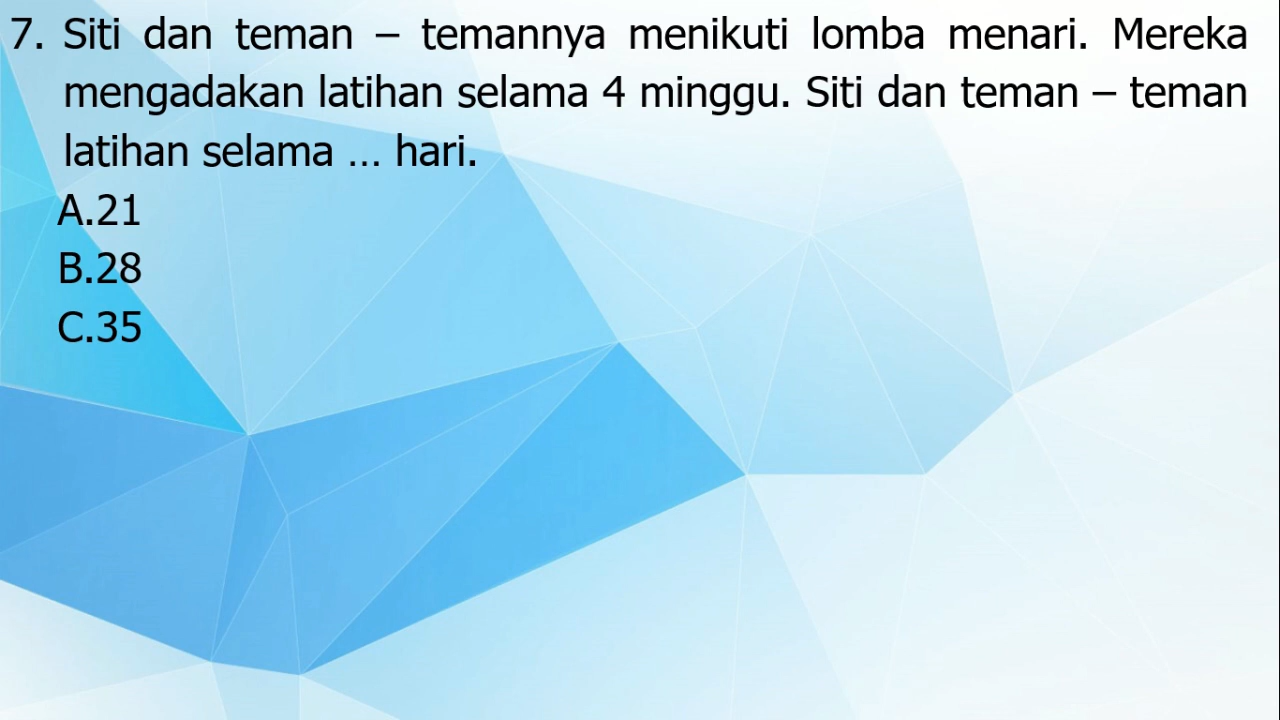 7. Siti dan teman – temannya menikuti lomba menari. Mereka
mengadakan latihan selama 4 minggu. Siti dan teman – teman
latihan selama … hari.
A.21
B.28
C.35